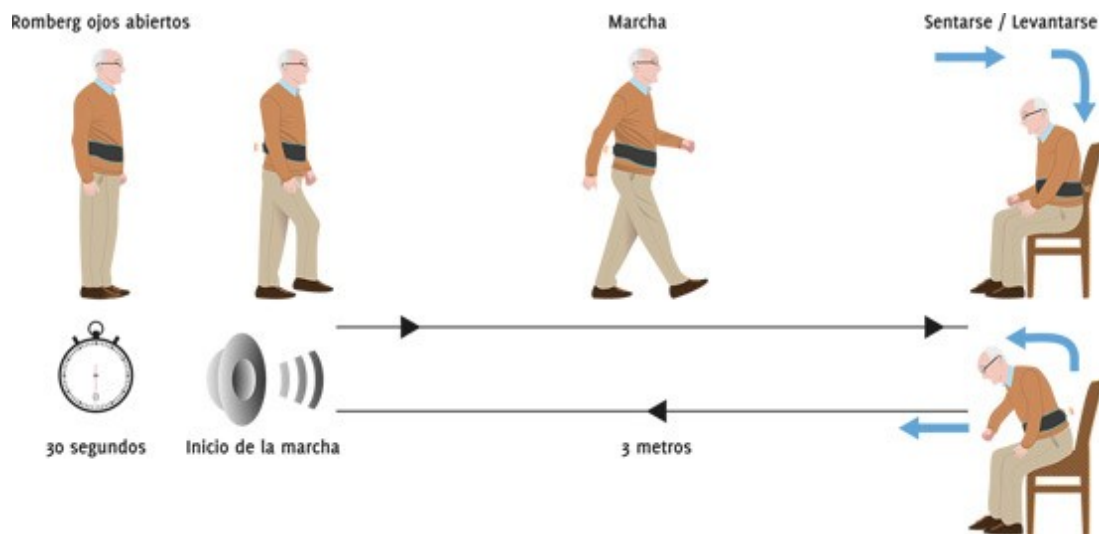 Romberg ojos abiertos
Marcha
Sentarse / Levantarse
30 segundos
Inicio de la marcha
3 metros